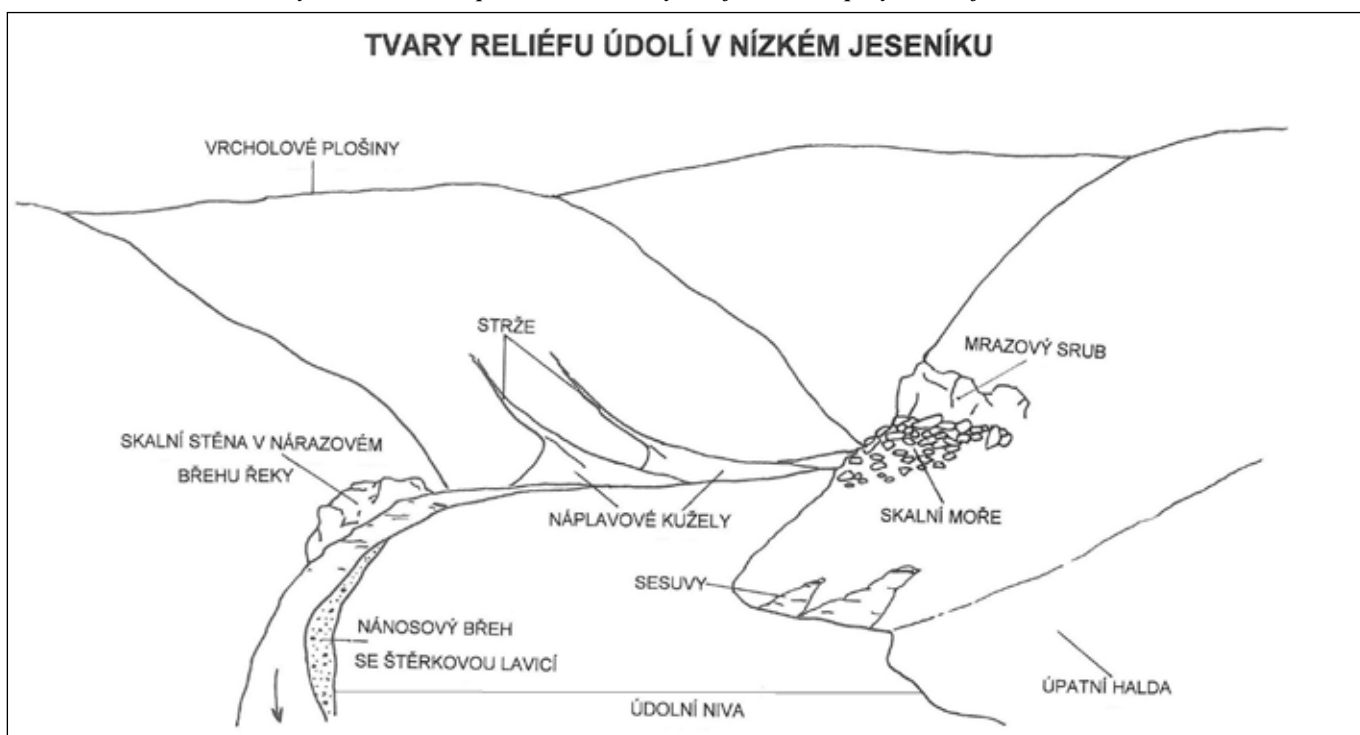 TVARY RELIÉFU ÚDOLÍ V NÍZKÉM JESENÍKU
VRCHOLOVÉ PLOŠINY
STRŽE
MRAZOVÝ SRUB
SKALNÍ STĚNA V NÁRAZOVÉM
BŘEHU ŘEKY
NÁPLAVOVÉ KUŽELY
SKALNÍ MOŘE
SESUVY
NÁNOSOVÝ BŘEH
SE ŠTĚRKOVOU LAVICÍ
ÚPATNÍ HALDA
ÚDOLNÍ NIVA